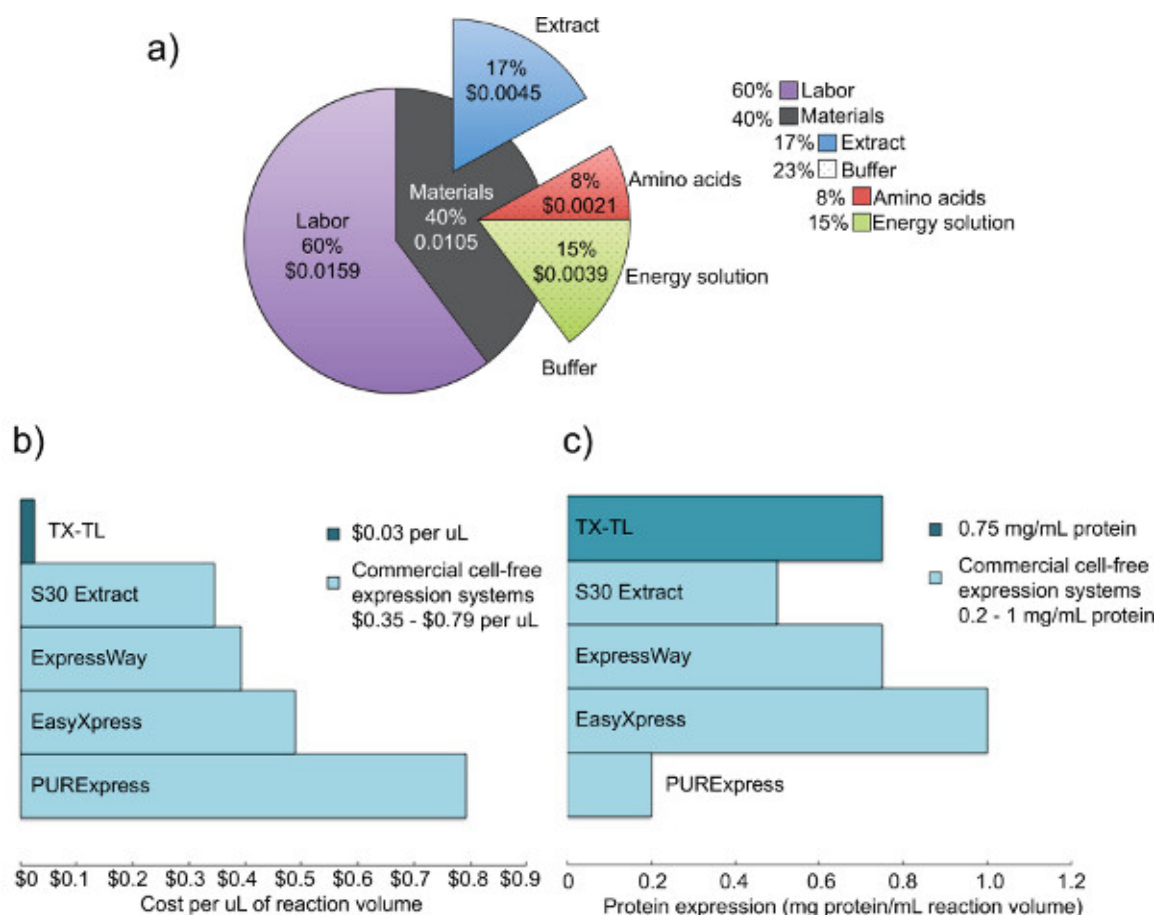 a)
Extract
17%
$0.0045
Labor
60%
$0.0159
Materials
40%
0.0105
Amino acids
8%
$0.0021
15%
$0.0039
Energy solution
Buffer
60% Labor
40% Materials
17% Extract
23% Buffer
8% Amino acids
15% Energy solution
b)
TX-TL
S30 Extract
ExpressWay
EasyXpress
PURExpress
$0.03 per uL
Commercial cell-free
expression systems
$0.35 - $0.79 per uL
$0 $0.1 $0.2 $0.3 $0.4 $0.5 $0.6 $0.7 $0.8 $0.9
Cost per uL of reaction volume
c)
TX-TL
S30 Extract
ExpressWay
EasyXpress
PURExpress
0.75 mg/mL protein
Commercial cell-free
expression systems
0.2 - 1 mg/mL protein
0 0.2 0.4 0.6 0.8 1.0 1.2
Protein expression (mg protein/mL reaction volume)